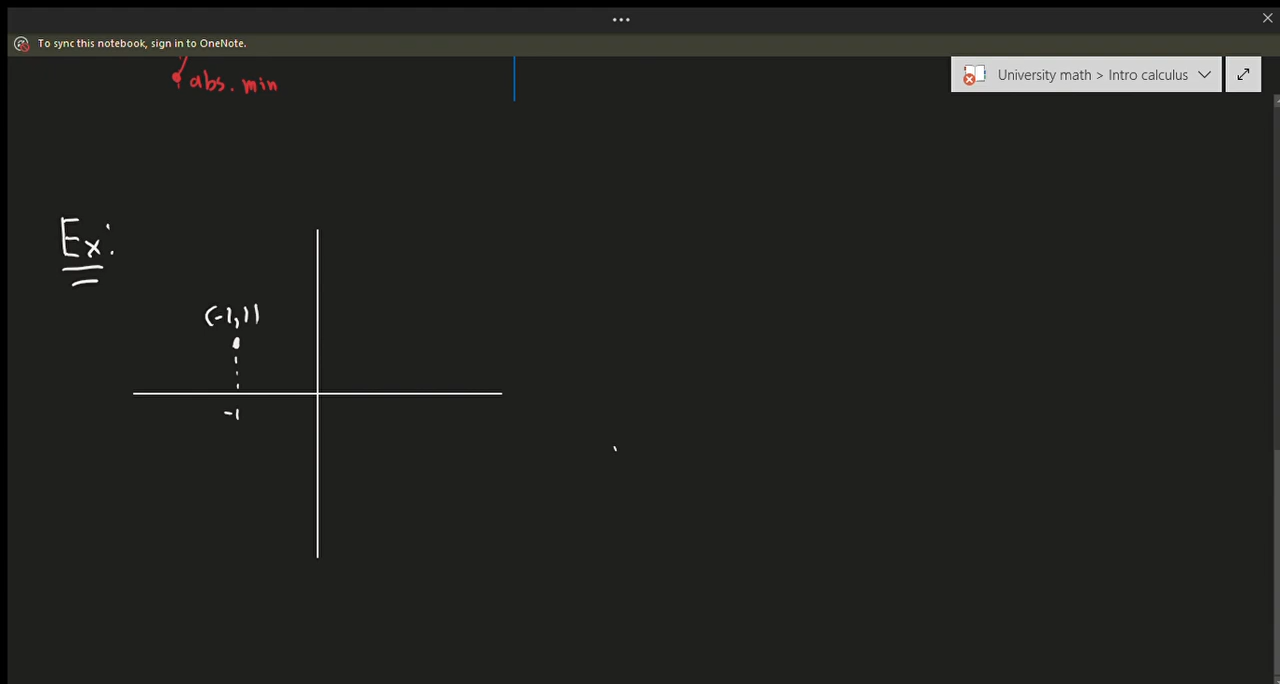 To sync this notebook, sign in to OneNote.
University math > Intro calculus
abs. min
Ex:
(-1,1)
-1